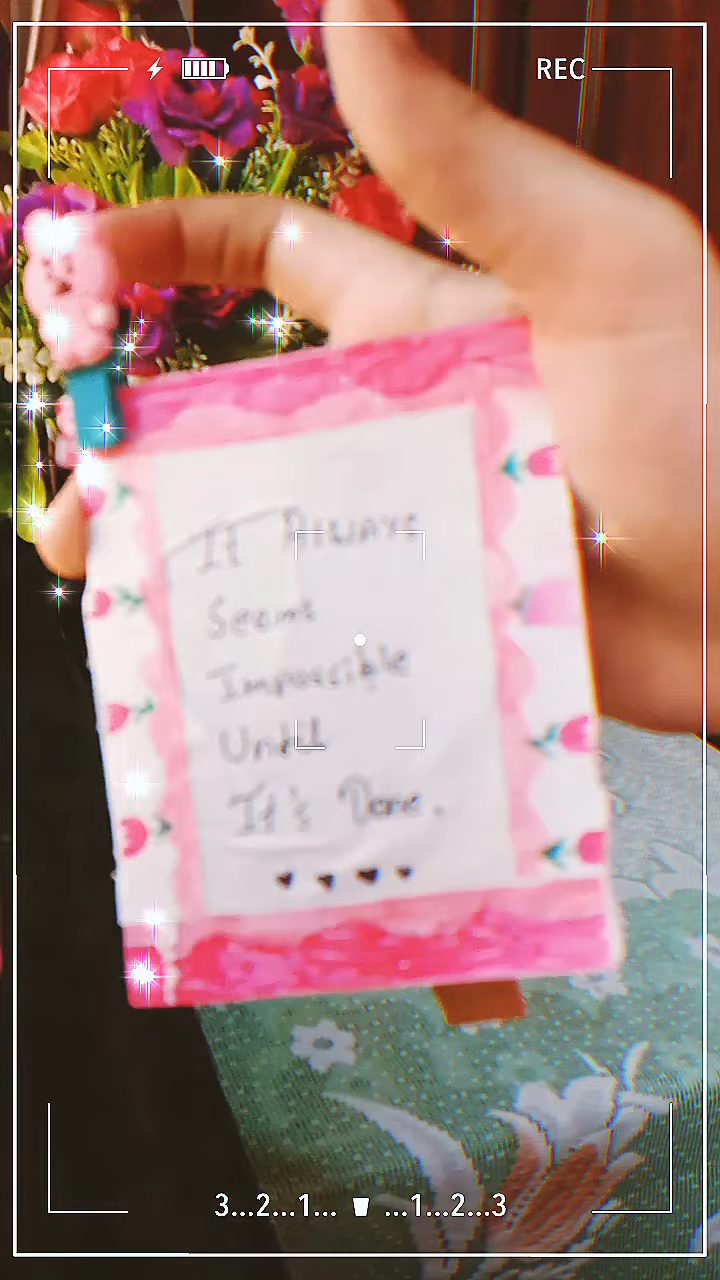 REC
It Always
Seems
Impossible
Until
It's Done.
3...2...1... ...1...2...3